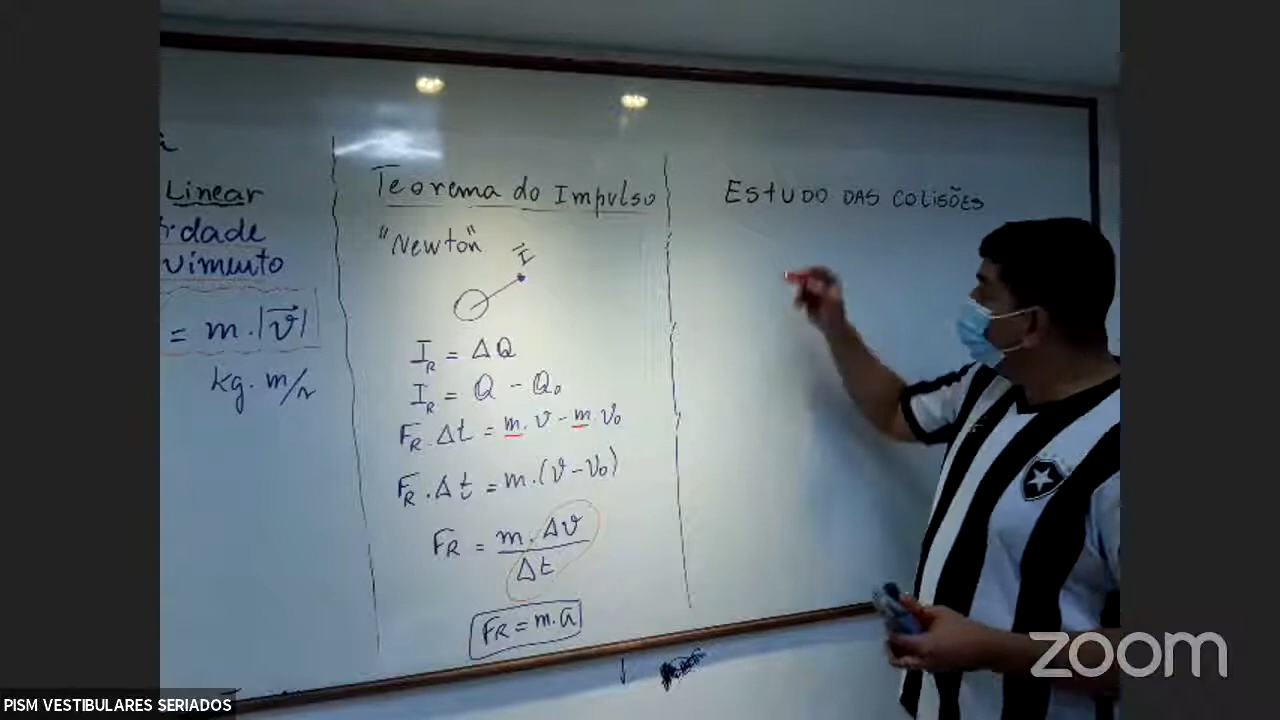 Linear
dade
vimento
= m.|v⃗|
kg. m/s
Teorema do Impulso
"Newton"
I⃗
I_R = ΔQ
I_R = Q - Q₀
F_R . Δt = m. v - m. v₀
F_R . Δt = m. (v - v₀)
F_R = m. Δv / Δt
F_R = m.a
ESTUDO DAS COLISÕES
zoom
PISM VESTIBULARES SERIADOS